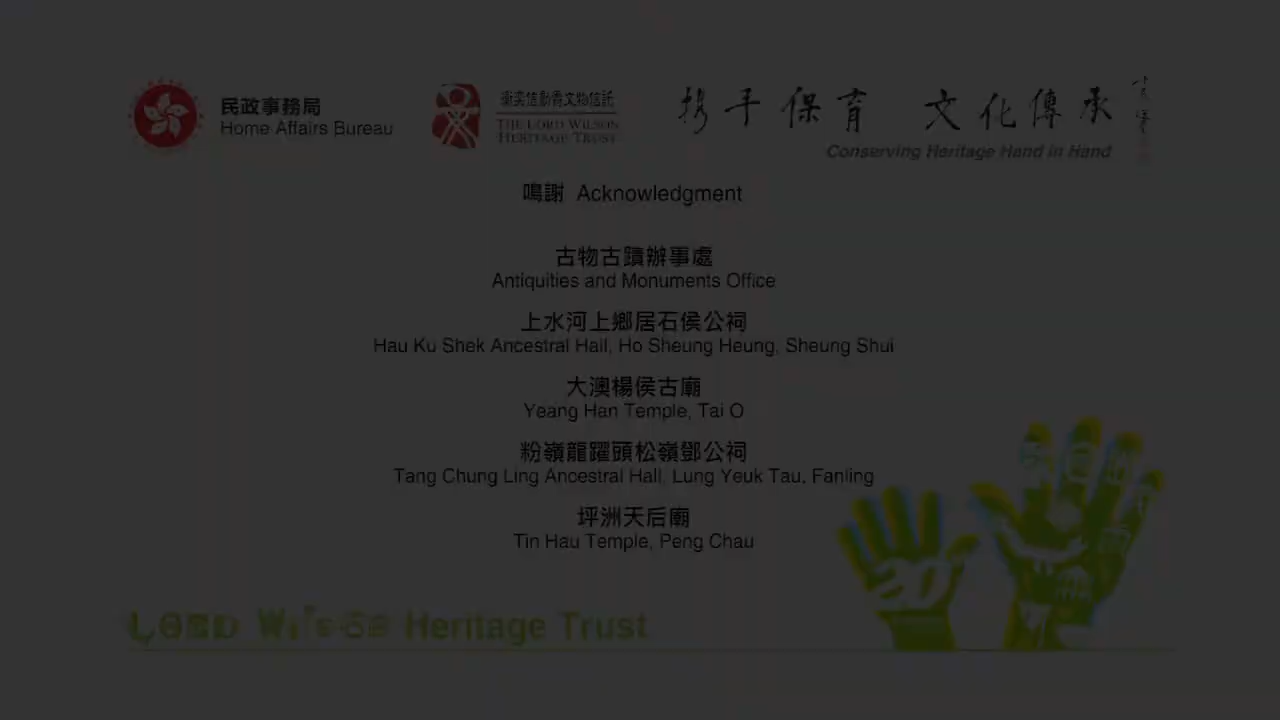 民政事務局
Home Affairs Bureau
衞奕信勳爵文物信託
THE LORD WILSON
HERITAGE TRUST
携手保育 文化傳承
Conserving Heritage Hand in Hand
鳴謝 Acknowledgment
古物古蹟辦事處
Antiquities and Monuments Office
上水河上鄉居石侯公祠
Hau Ku Shek Ancestral Hall, Ho Sheung Heung, Sheung Shui
大澳楊侯古廟
Yeang Han Temple, Tai O
粉嶺龍躍頭松嶺鄧公祠
Tang Chung Ling Ancestral Hall, Lung Yeuk Tau, Fanling
坪洲天后廟
Tin Hau Temple, Peng Chau
30
LORD Wilson Heritage Trust